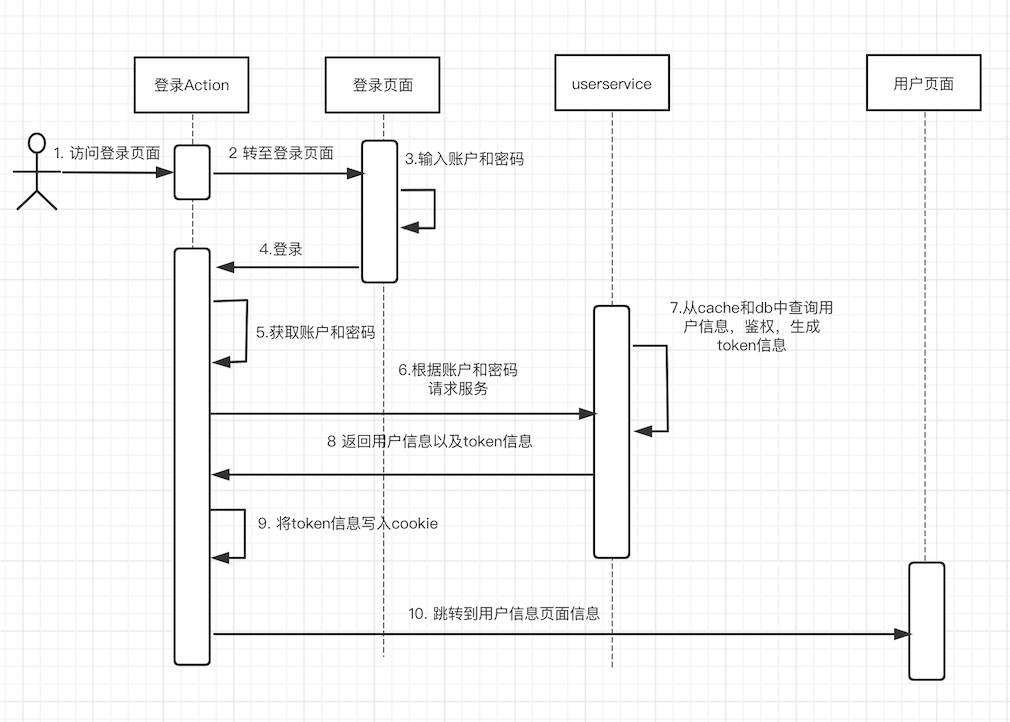 登录Action
登录页面
userservice
用户页面
1. 访问登录页面
2 转至登录页面
3.输入账户和密码
4.登录
5.获取账户和密码
6.根据账户和密码
请求服务
7.从cache和db中查询用
户信息，鉴权，生成
token信息
8 返回用户信息以及token信息
9. 将token信息写入cookie
10. 跳转到用户信息页面信息